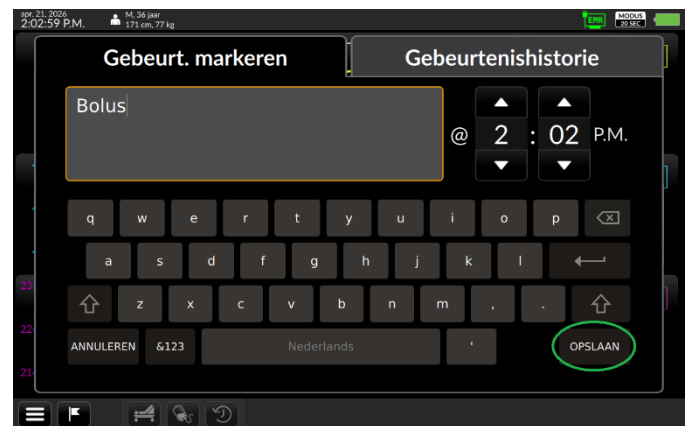 apr. 21, 2026
2:02:59 P.M.
M, 36 jaar
171 cm, 77 kg
EMR
MODUS
20 SEC
Gebeurt. markeren
Gebeurtenishistorie
Bolus
@ 2 : 02 P.M.
q w e r t y u i o p
a s d f g h j k l
z x c v b n m , .
ANNULEREN &123 Nederlands ' OPSLAAN
23
22
21